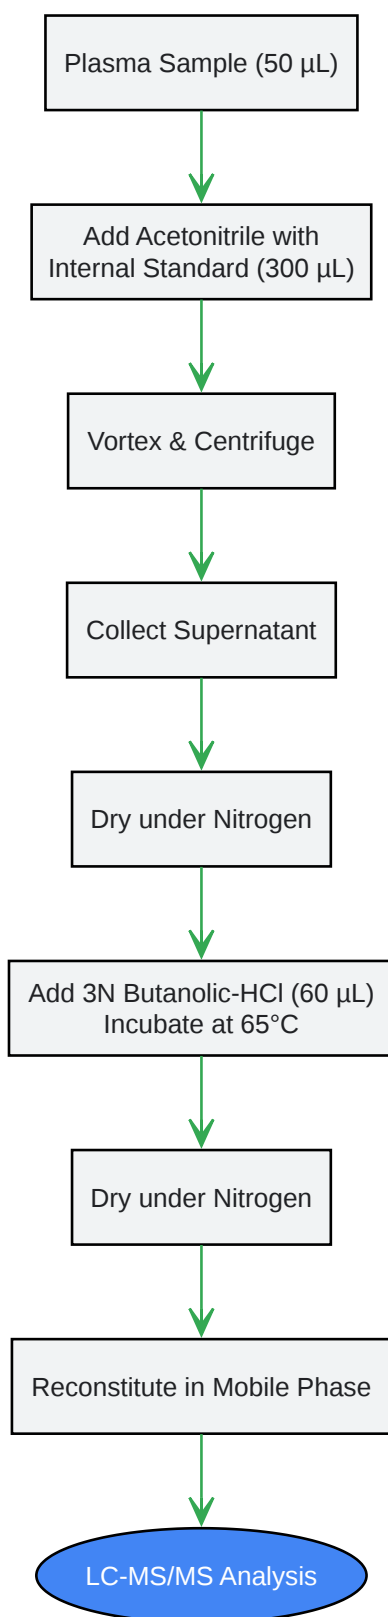 Plasma Sample (50 µL)
Add Acetonitrile with
Internal Standard (300 µL)
Vortex & Centrifuge
Collect Supernatant
Dry under Nitrogen
Add 3N Butanolic-HCl (60 µL)
Incubate at 65°C
Dry under Nitrogen
Reconstitute in Mobile Phase
LC-MS/MS Analysis